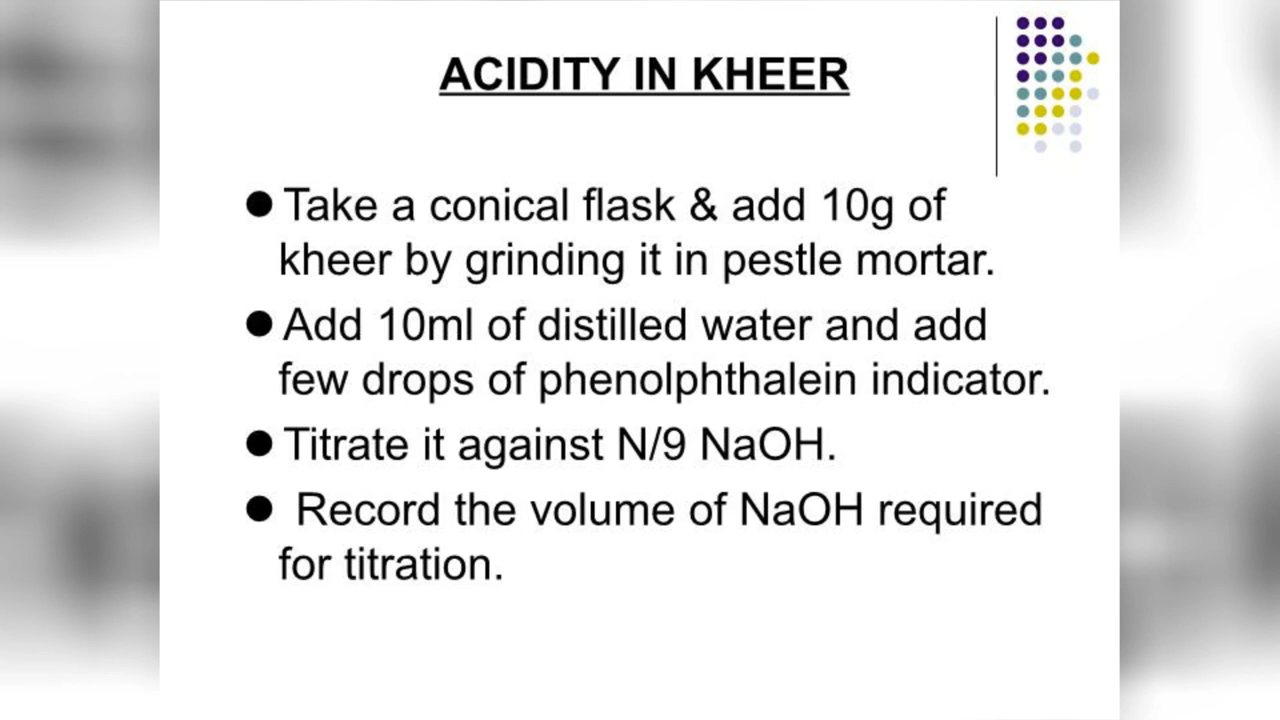 ACIDITY IN KHEER
● Take a conical flask & add 10g of
kheer by grinding it in pestle mortar.
● Add 10ml of distilled water and add
few drops of phenolphthalein indicator.
● Titrate it against N/9 NaOH.
● Record the volume of NaOH required
for titration.